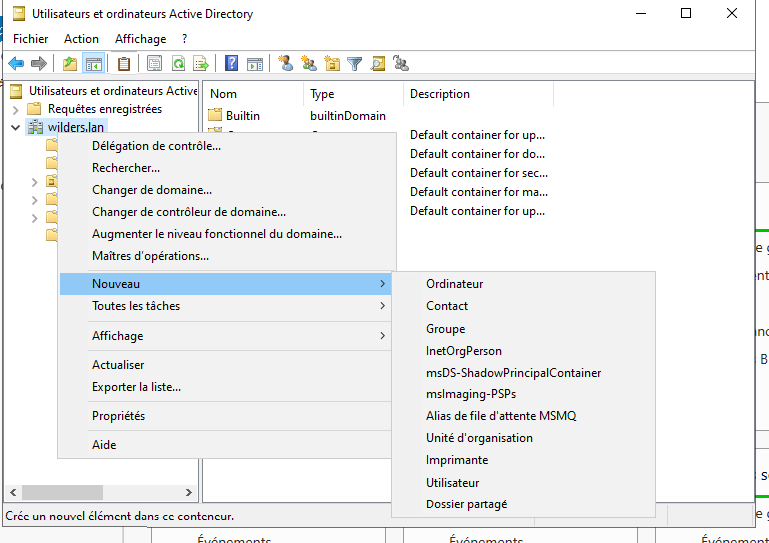 Utilisateurs et ordinateurs Active Directory
Fichier Action Affichage ?
Utilisateurs et ordinateurs Active
Requêtes enregistrées
wilders.lan
Nom Type Description
Builtin builtinDomain
Default container for up...
Default container for do...
Default container for sec...
Default container for ma...
Default container for up...
Délégation de contrôle...
Rechercher...
Changer de domaine...
Changer de contrôleur de domaine...
Augmenter le niveau fonctionnel du domaine...
Maîtres d'opérations...
Nouveau
Toutes les tâches
Affichage
Actualiser
Exporter la liste...
Propriétés
Aide
Ordinateur
Contact
Groupe
InetOrgPerson
msDS-ShadowPrincipalContainer
msImaging-PSPs
Alias de file d'attente MSMQ
Unité d'organisation
Imprimante
Utilisateur
Dossier partagé
Crée un nouvel élément dans ce conteneur.
Événements Événements Événements